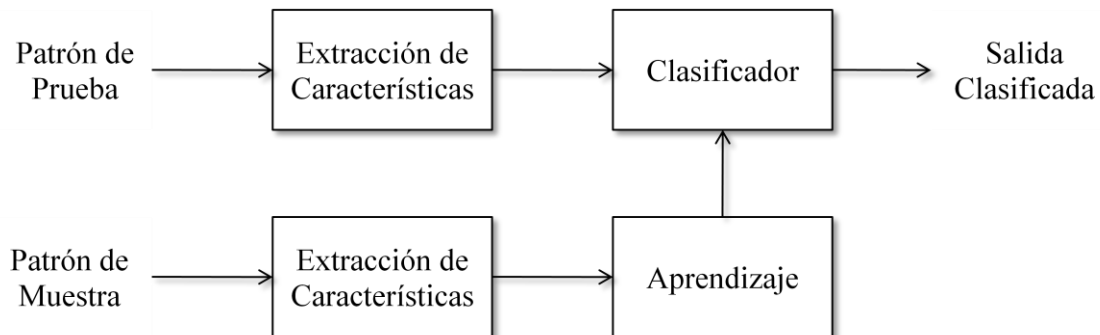 Patrón de
Prueba
Extracción de
Características
Clasificador
Salida
Clasificada
Patrón de
Muestra
Extracción de
Características
Aprendizaje